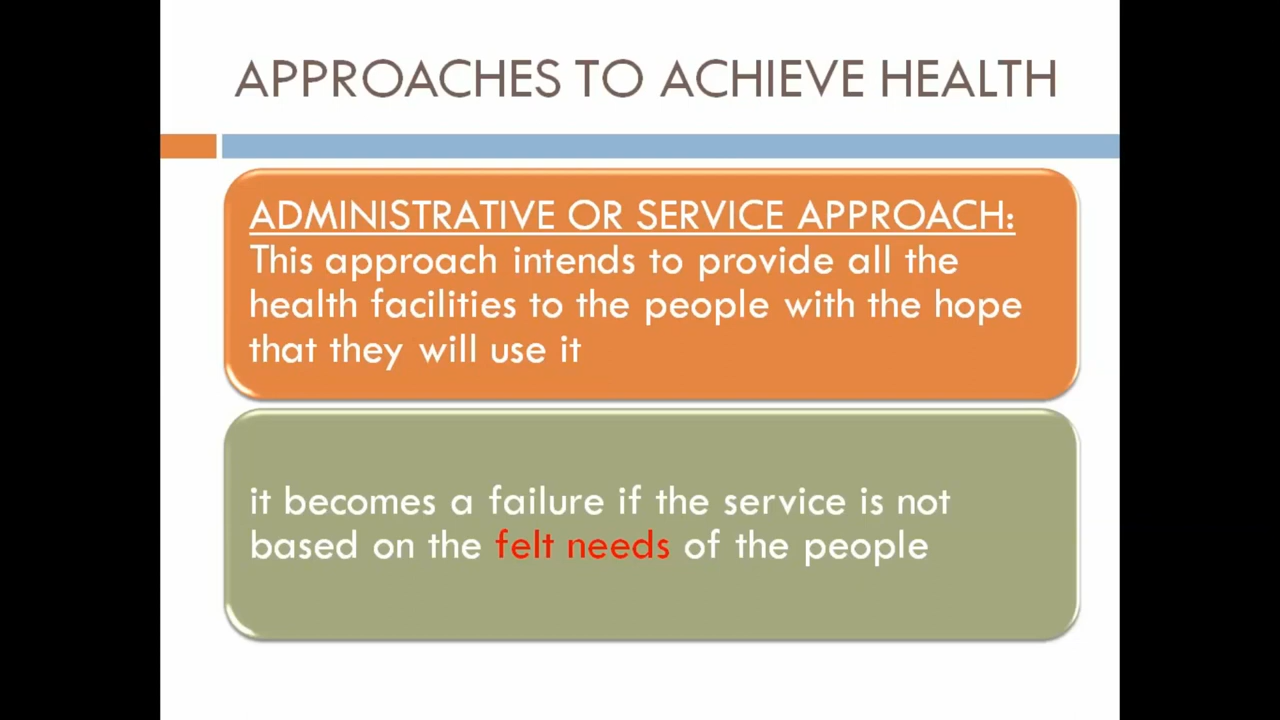 APPROACHES TO ACHIEVE HEALTH
ADMINISTRATIVE OR SERVICE APPROACH:
This approach intends to provide all the
health facilities to the people with the hope
that they will use it
it becomes a failure if the service is not
based on the felt needs of the people